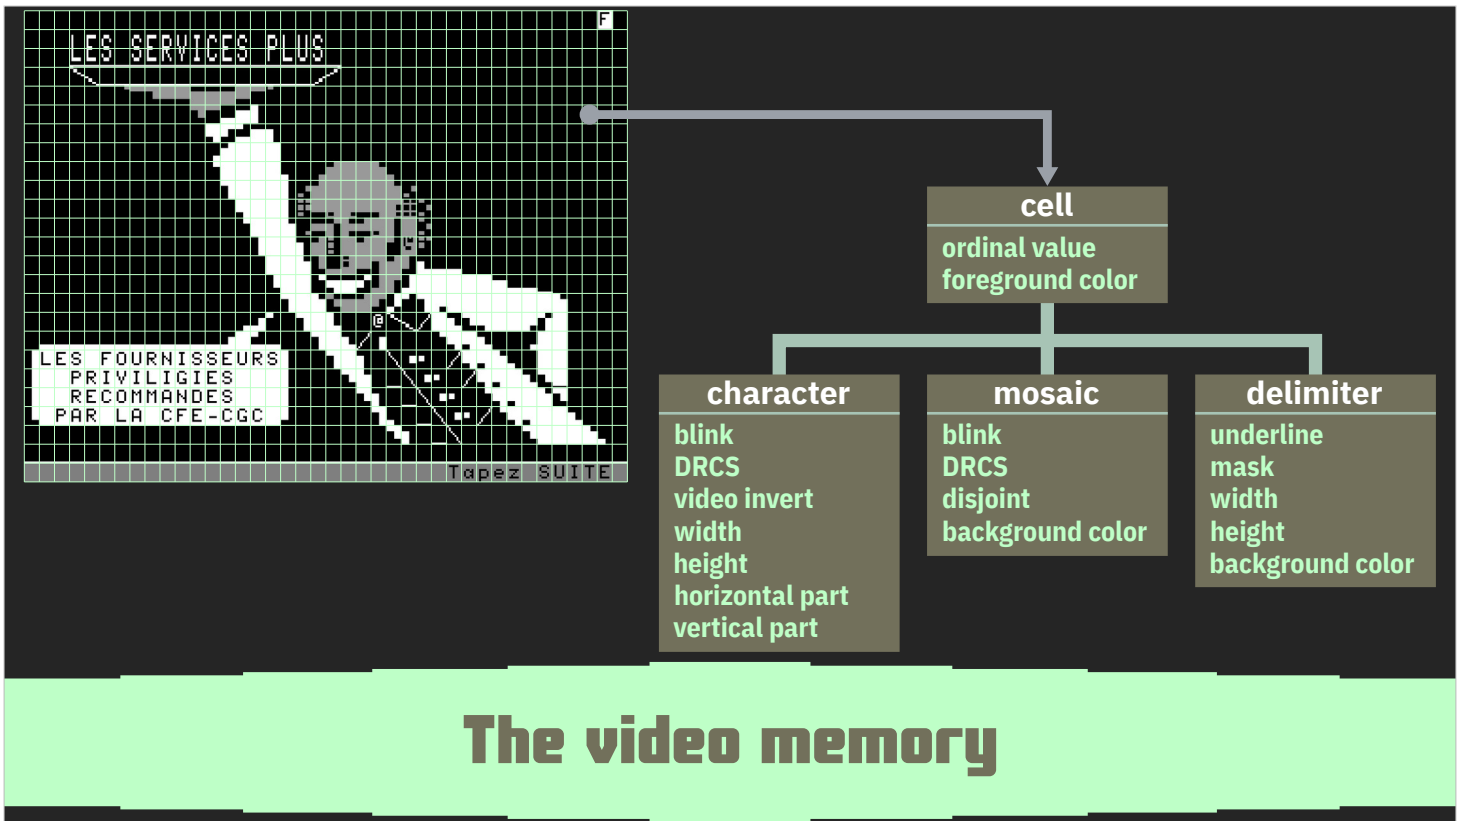 F
LES SERVICES PLUS
@
LES FOURNISSEURS
PRIVILIGIES
RECOMMANDES
PAR LA CFE-CGC
Tapez SUITE
cell
ordinal value
foreground color
character
blink
DRCS
video invert
width
height
horizontal part
vertical part
mosaic
blink
DRCS
disjoint
background color
delimiter
underline
mask
width
height
background color
The video memory